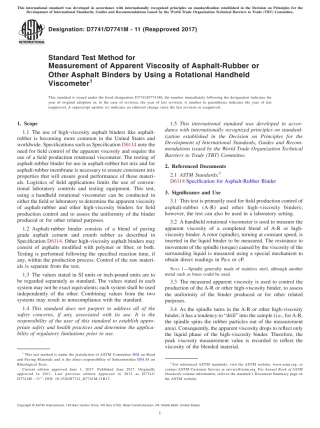 This international standard was developed in accordance with internationally recognized principles on standardization established in the Decision on Principles for the
Development of International Standards, Guides and Recommendations issued by the World Trade Organization Technical Barriers to Trade (TBT) Committee.
Designation: D7741/D7741M − 11 (Reapproved 2017)
Standard Test Method for
Measurement of Apparent Viscosity of Asphalt-Rubber or
Other Asphalt Binders by Using a Rotational Handheld
Viscometer¹
This standard is issued under the fixed designation D7741/D7741M; the number immediately following the designation indicates the
year of original adoption or, in the case of revision, the year of last revision. A number in parentheses indicates the year of last
reapproval. A superscript epsilon (ε) indicates an editorial change since the last revision or reapproval.
1. Scope
1.1 The use of high-viscosity asphalt binders like asphalt-
rubber is becoming more common in the United States and
worldwide. Specifications such as Specification D6114 note the
need for field control of the apparent viscosity and require the
use of a field production rotational viscometer. The testing of
asphalt-rubber binder for use in asphalt rubber hot mix and for
asphalt-rubber membrane is necessary to ensure consistent mix
properties that will ensure good performance of those materi-
als. Logistics of field applications limits the use of conven-
tional laboratory controls and testing equipment. This test,
using a handheld rotational viscometer can be conducted in
either the field or laboratory to determine the apparent viscosity
of asphalt-rubber and other high-viscosity binders for field
production control and to assess the uniformity of the binder
produced or for other related purposes.
1.2 Asphalt-rubber binder consists of a blend of paving
grade asphalt cement and crumb rubber as described in
Specification D6114. Other high-viscosity asphalt binders may
consist of asphalts modified with polymer or fiber, or both.
Testing is performed following the specified reaction time, if
any, within the production process. Control of the raw materi-
als is separate from the test.
1.3 The values stated in SI units or inch-pound units are to
be regarded separately as standard. The values stated in each
system may not be exact equivalents; each system shall be used
independently of the other. Combining values from the two
systems may result in nonconformance with the standard.
1.4 This standard does not purport to address all of the
safety concerns, if any, associated with its use. It is the
responsibility of the user of this standard to establish appro-
priate safety and health practices and determine the applica-
bility of regulatory limitations prior to use.
¹ This test method is under the jurisdiction of ASTM Committee D04 on Road
and Paving Materials and is the direct responsibility of Subcommittee D04.44 on
Rheological Tests.
Current edition approved June 1, 2017. Published June 2017. Originally
approved in 2011. Last previous edition approved in 2011 as D7741/
1.5 This international standard was developed in accor-
dance with internationally recognized principles on standard-
ization established in the Decision on Principles for the
Development of International Standards, Guides and Recom-
mendations issued by the World Trade Organization Technical
Barriers to Trade (TBT) Committee.
2. Referenced Documents
2.1 ASTM Standards:²
D6114 Specification for Asphalt-Rubber Binder
3. Significance and Use
3.1 This test is primarily used for field production control of
asphalt-rubber (A-R) and other high-viscosity binders;
however, the test can also be used in a laboratory setting.
3.2 A handheld rotational viscometer is used to measure the
apparent viscosity of a completed blend of A-R or high-
viscosity binder. A rotor (spindle), turning at constant speed, is
inserted in the liquid binder to be measured. The resistance to
movement of the spindle (torque) caused by the viscosity of the
surrounding liquid is measured using a special mechanism to
obtain direct readings in Pa·s or cP.
NOTE 1—Spindles generally made of stainless steel, although another
metal such as brass could be used.
3.3 The measured apparent viscosity is used to control the
production of the A-R or other high-viscosity binder, to assess
the uniformity of the binder produced or for other related
purposes.
3.4 As the spindle turns in the A-R or other high-viscosity
binder, it has a tendency to "drill" into the sample (i.e., for A-R,
the spindle spins the rubber particles out of the measurement
area). Consequently, the apparent viscosity drops to reflect only
the liquid phase of the high-viscosity binder. Therefore, the
peak viscosity measurement value is recorded to reflect the
viscosity of the blended material.
² For referenced ASTM standards, visit the ASTM website, www.astm.org, or
contact ASTM Customer Service at service@astm.org. For Annual Book of ASTM
Standards volume information, refer to the standard's Document Summary page on
the ASTM website.
Copyright © ASTM International, 100 Barr Harbor Drive, PO Box C700, West Conshohocken, PA 19428-2959. United States
1